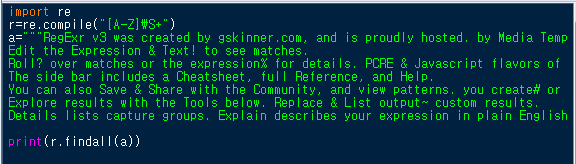 import re
r=re.compile("[A-Z]₩S+")
a="""RegExr v3 was created by gskinner.com, and is proudly hosted. by Media Temp
Edit the Expression & Text! to see matches.
Roll? over matches or the expression% for details. PCRE & Javascript flavors of
The side bar includes a Cheatsheet, full Reference, and Help.
You can also Save & Share with the Community, and view patterns. you create# or
Explore results with the Tools below. Replace & List output~ custom results.
Details lists capture groups. Explain describes your expression in plain English
print(r.findall(a))